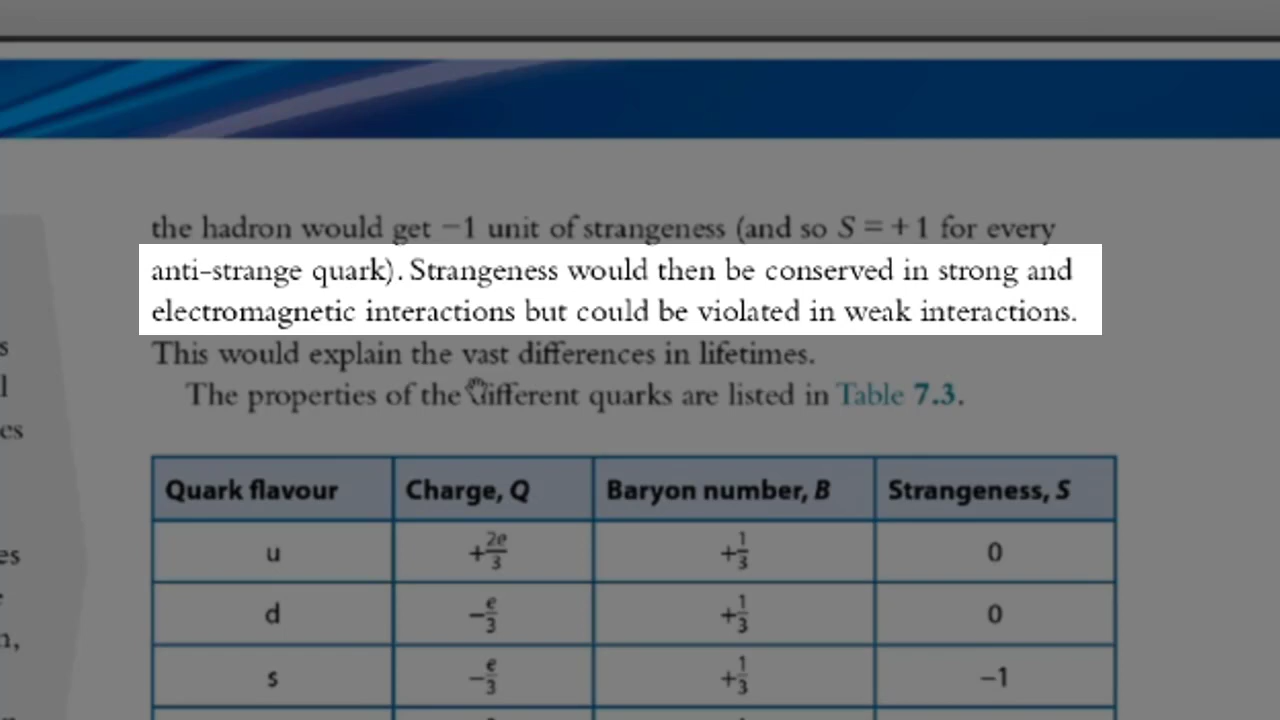 the hadron would get −1 unit of strangeness (and so S = +1 for every
anti-strange quark). Strangeness would then be conserved in strong and
electromagnetic interactions but could be violated in weak interactions.
This would explain the vast differences in lifetimes.
The properties of the different quarks are listed in Table 7.3.
Quark flavour Charge, Q Baryon number, B Strangeness, S
u +2e/3 +1/3 0
d −e/3 +1/3 0
s −e/3 +1/3 −1